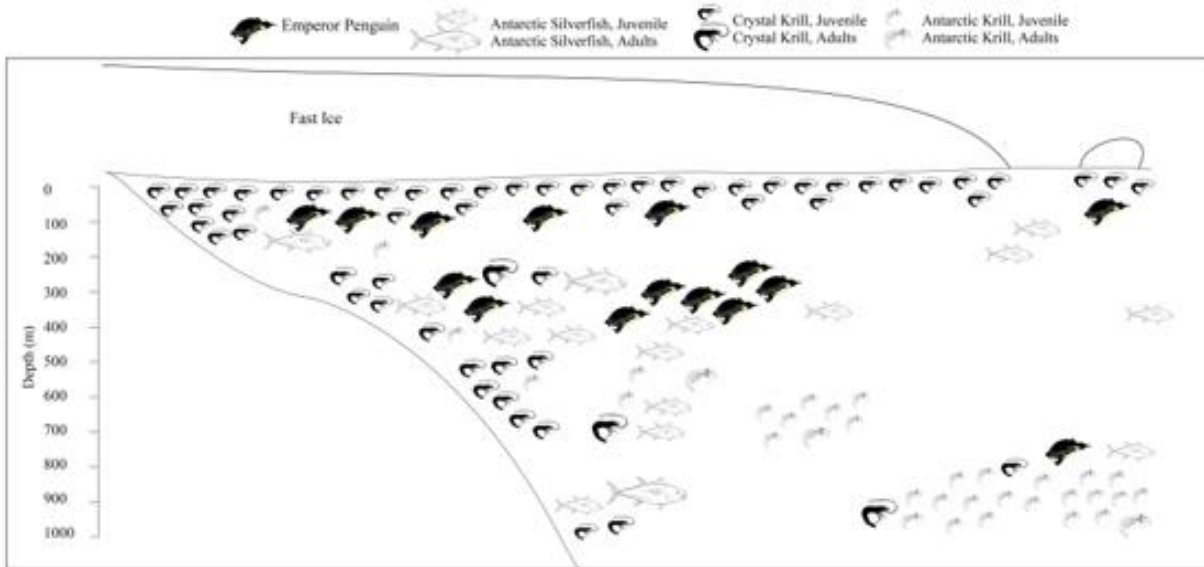 Emperor Penguin
Antarctic Silverfish, Juvenile
Antarctic Silverfish, Adults
Crystal Krill, Juvenile
Crystal Krill, Adults
Antarctic Krill, Juvenile
Antarctic Krill, Adults
Fast Ice
Depth (m)
0
100
200
300
400
500
600
700
800
900
1000